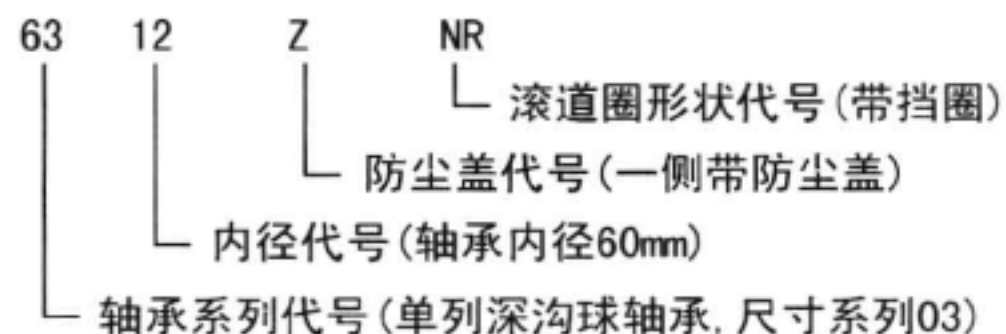 63 12 Z NR
滚道圈形状代号(带挡圈)
防尘盖代号(一侧带防尘盖)
内径代号(轴承内径60mm)
轴承系列代号(单列深沟球轴承,尺寸系列03)